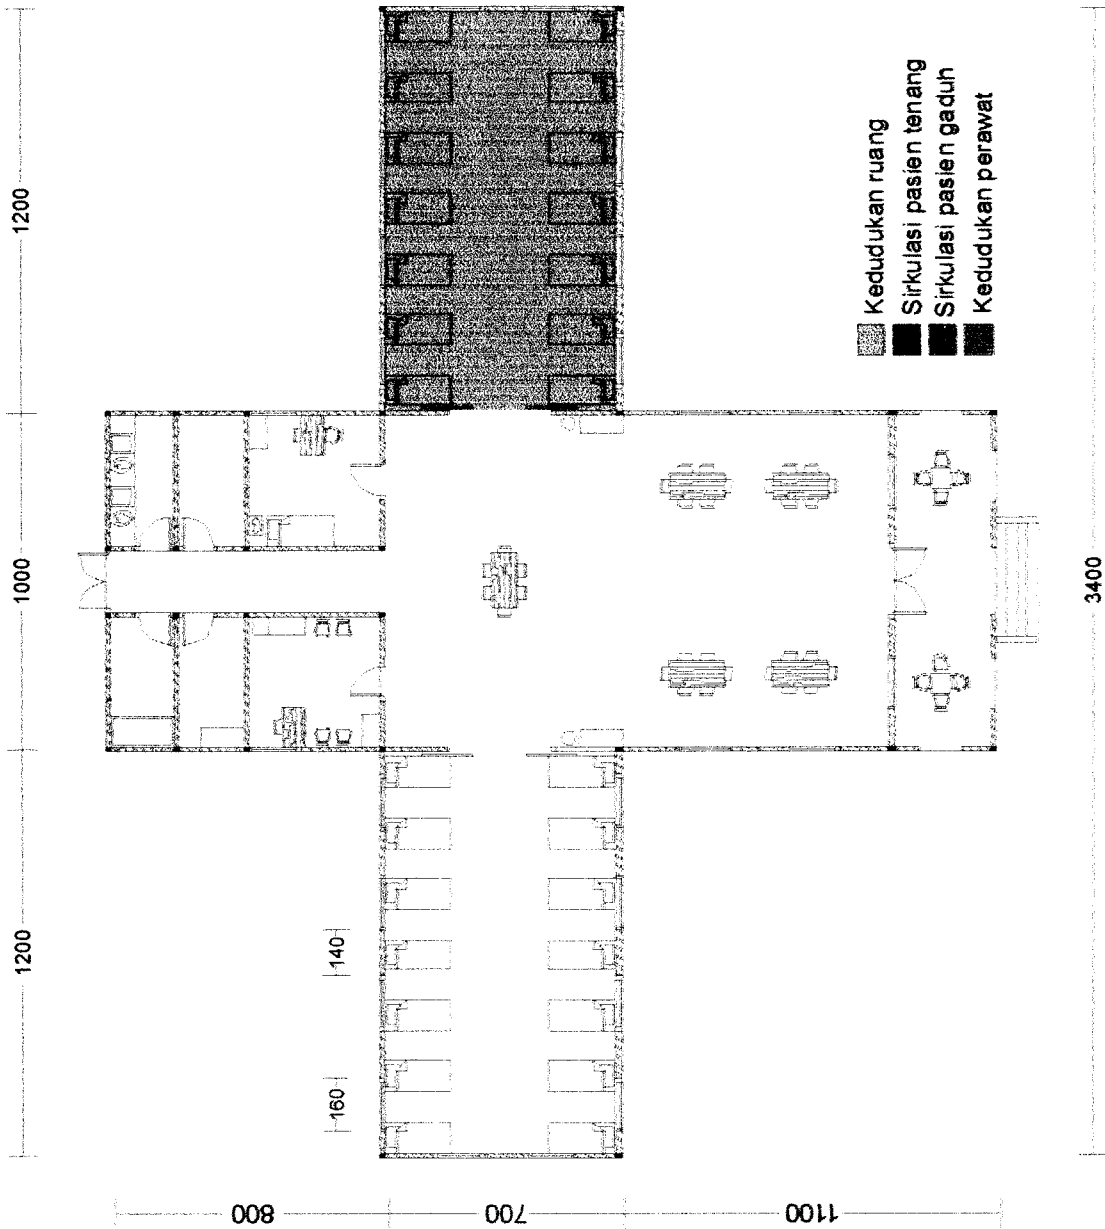 1200
1000
1200
140
160
3400
800
700
1100
Kedudukan ruang
Sirkulasi pasien tenang
Sirkulasi pasien gaduh
Kedudukan perawat